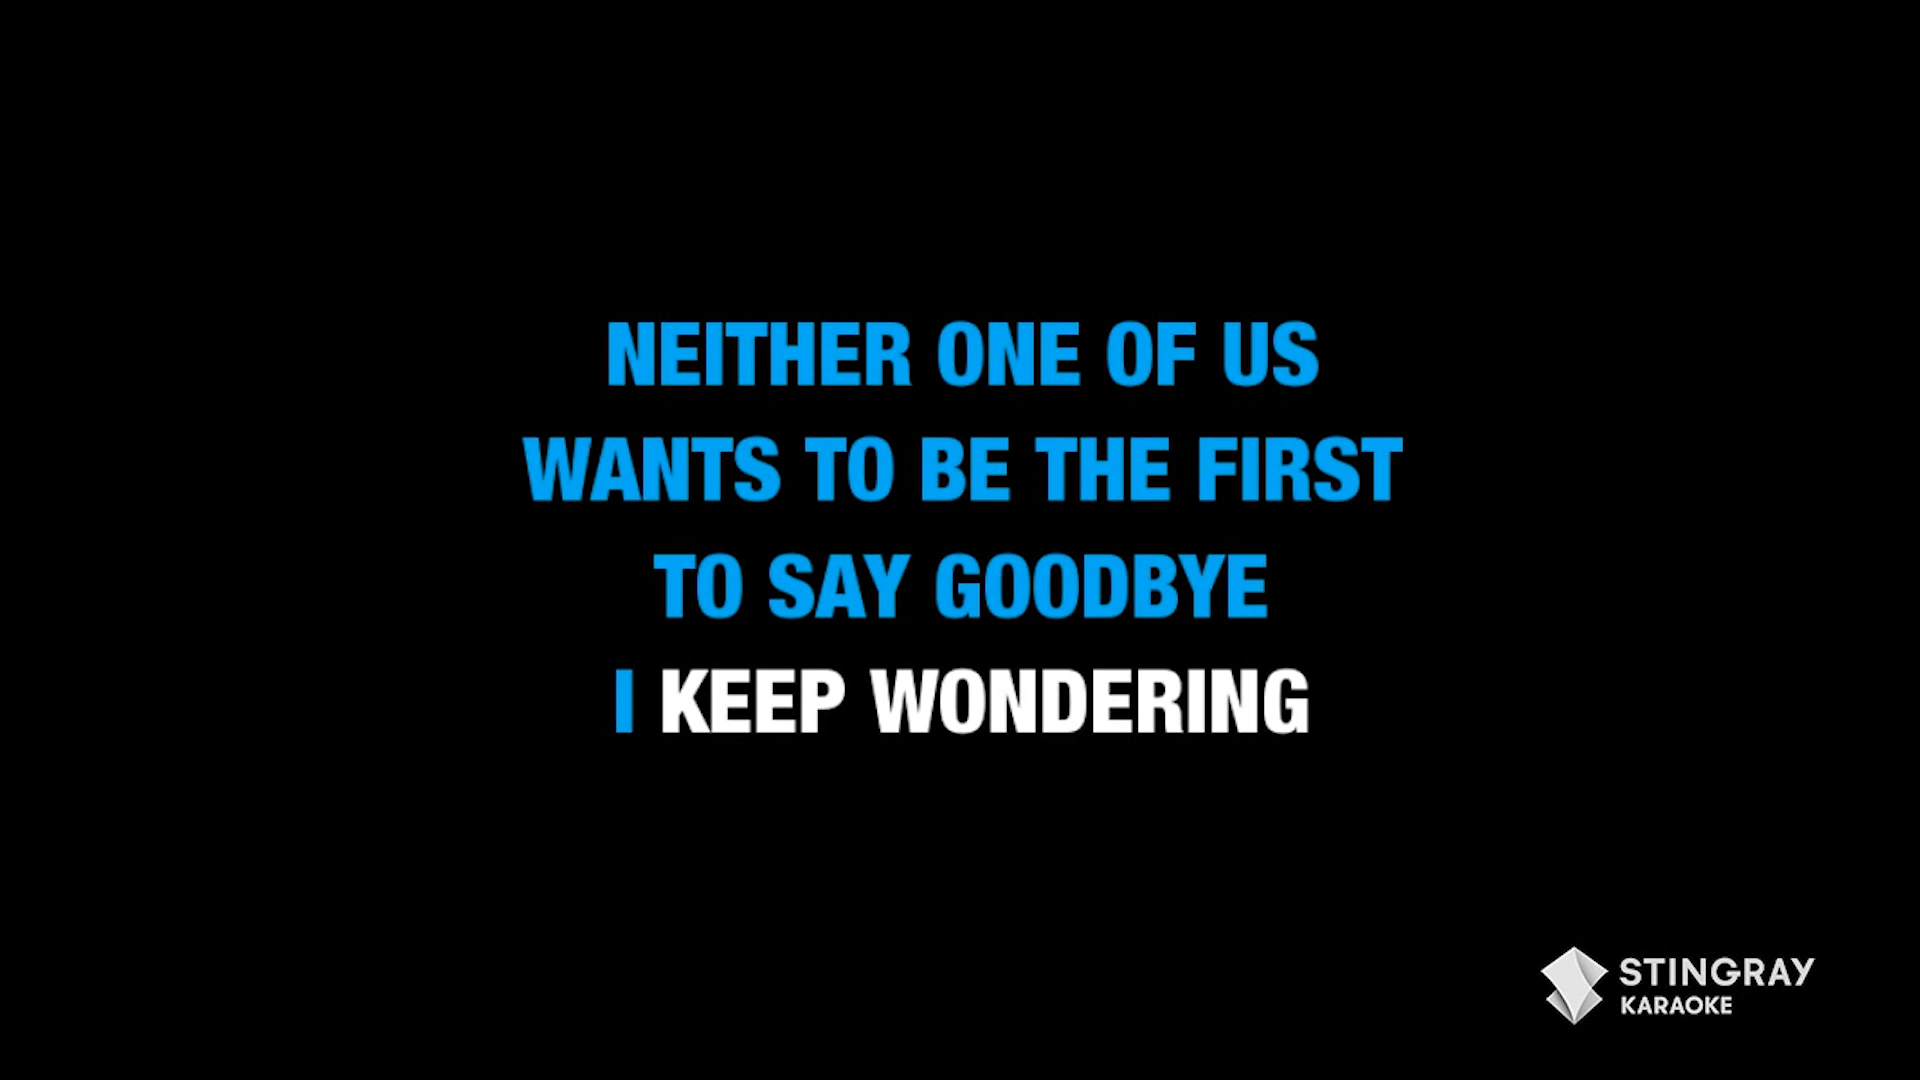 NEITHER ONE OF US
WANTS TO BE THE FIRST
TO SAY GOODBYE
I KEEP WONDERING
STINGRAY
KARAOKE